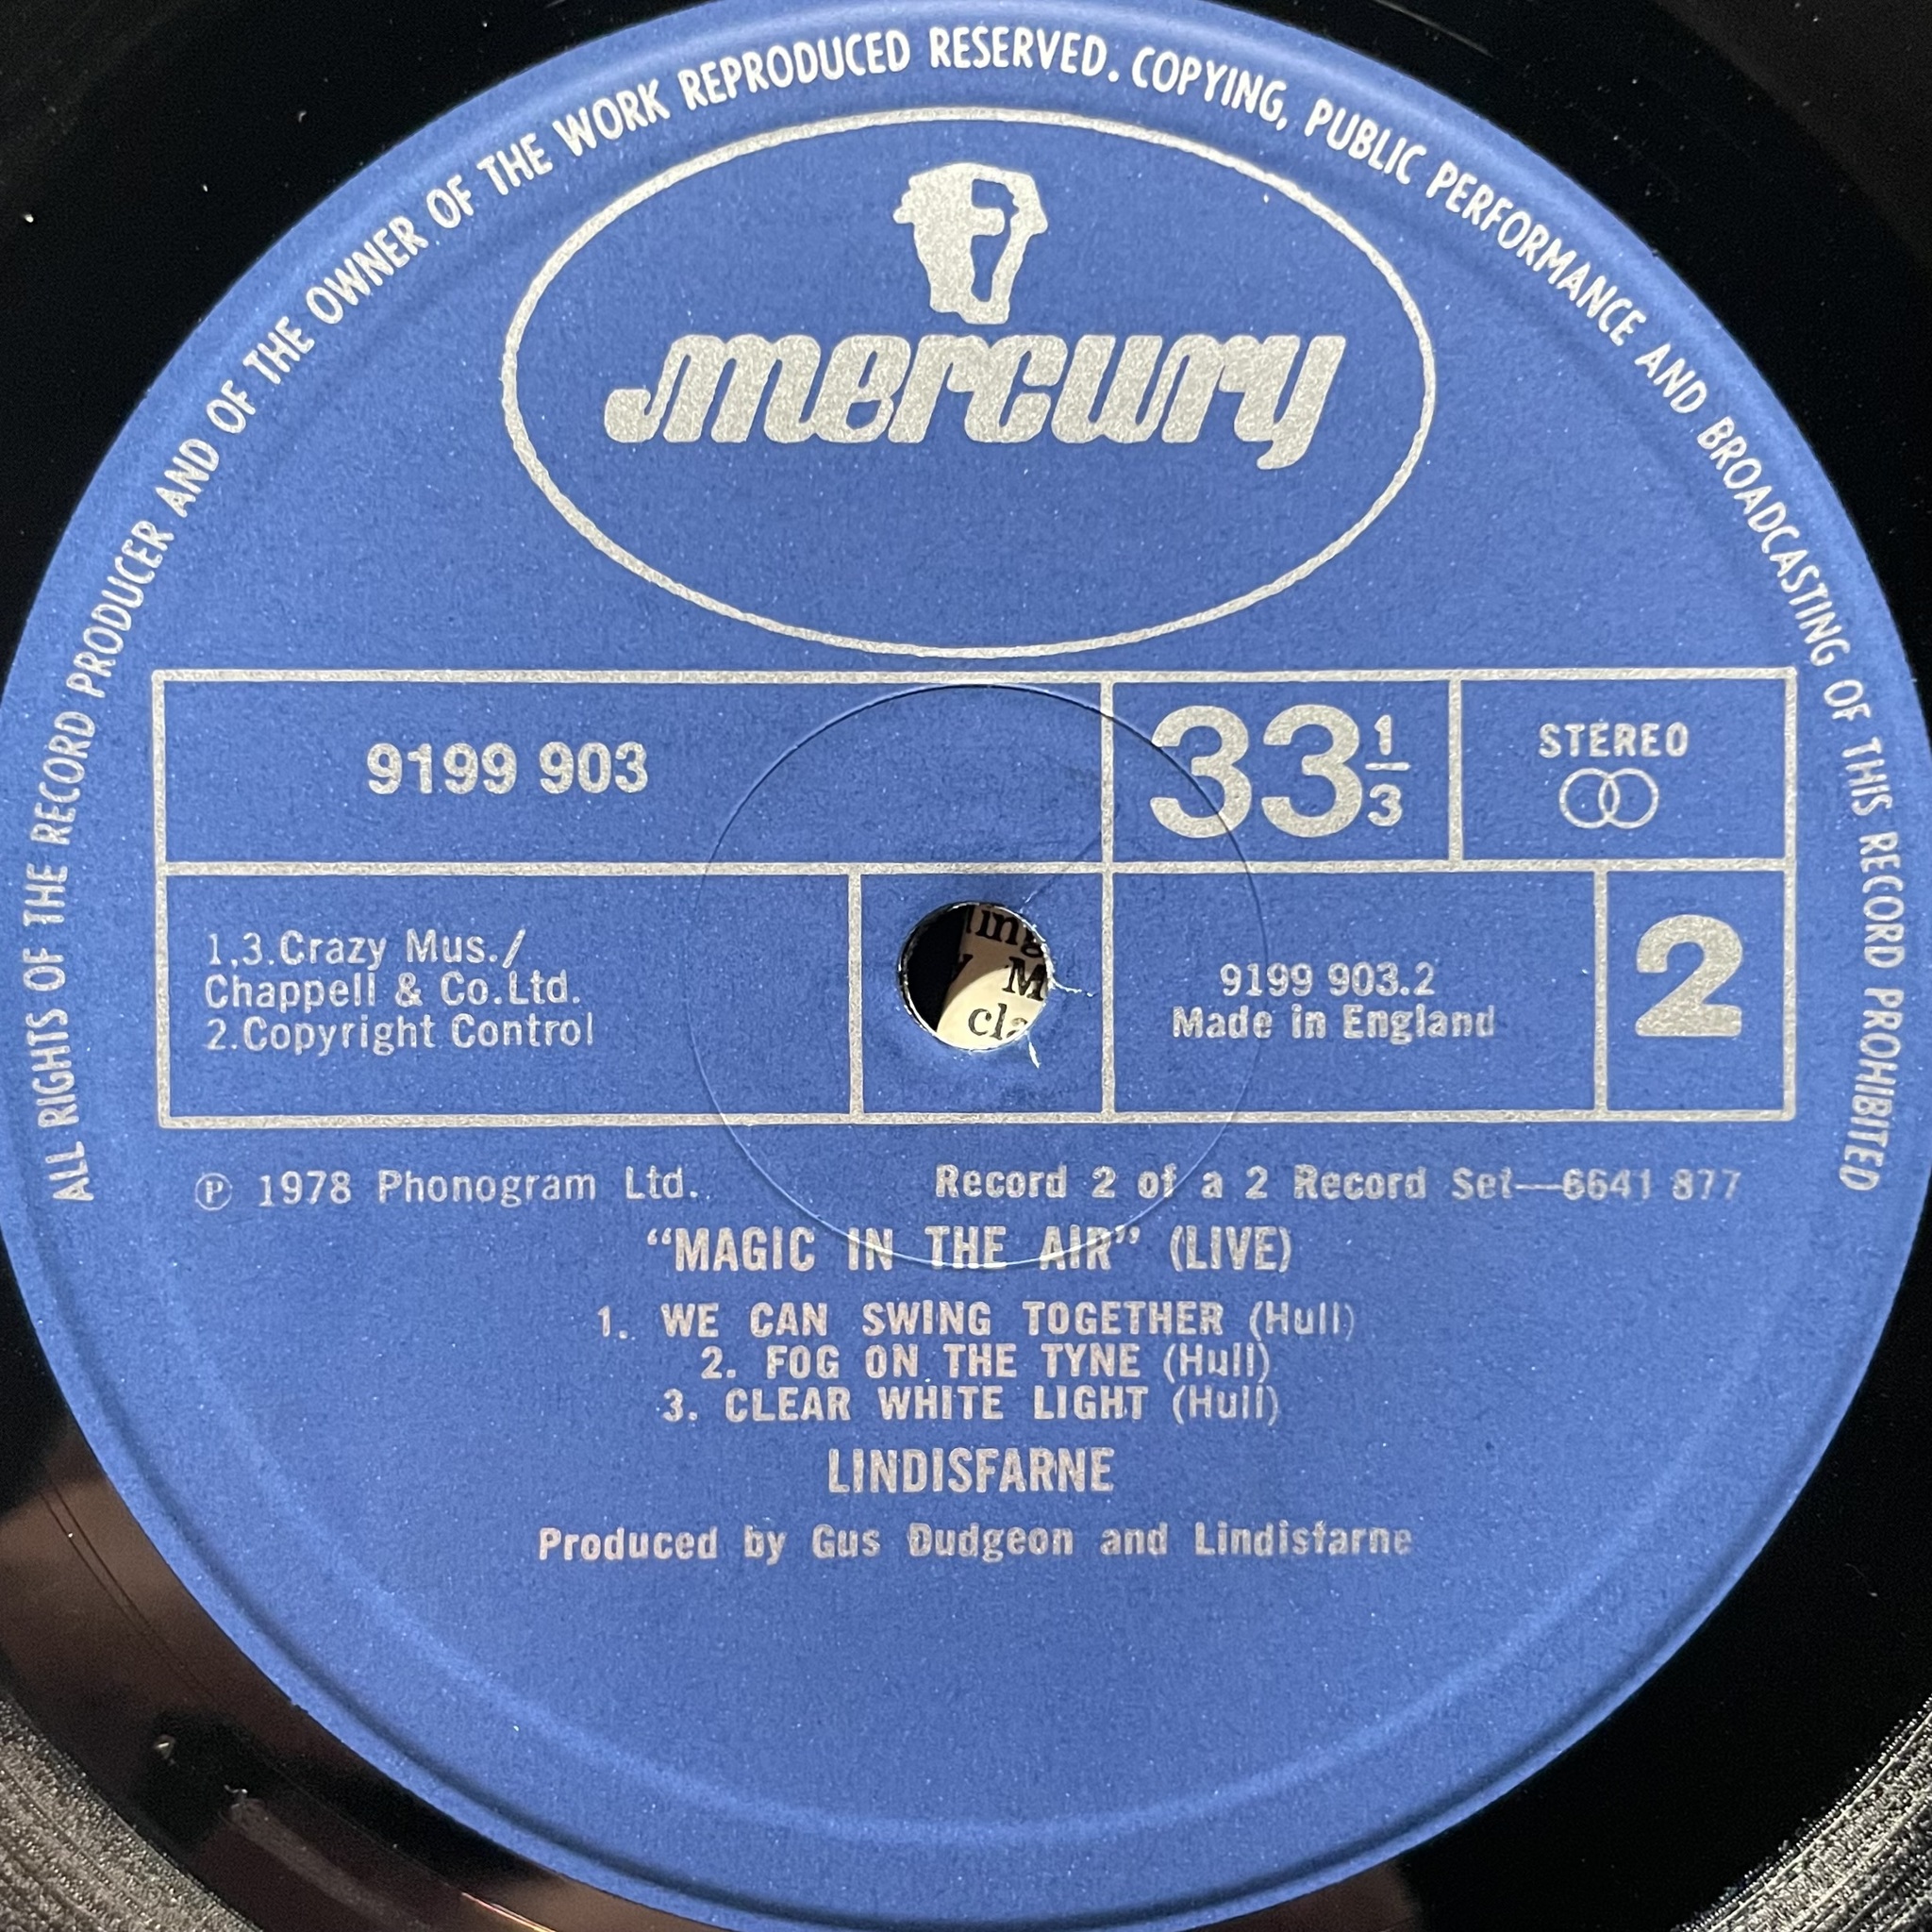 ALL RIGHTS OF THE RECORD PRODUCER AND OF THE OWNER OF THE WORK REPRODUCED RESERVED. COPYING, PUBLIC PERFORMANCE AND BROADCASTING OF THIS RECORD PROHIBITED
mercury
9199 903
33 1/3
STEREO
1,3.Crazy Mus./
Chappell & Co.Ltd.
2.Copyright Control
9199 903.2
Made in England
2
℗ 1978 Phonogram Ltd.
Record 2 of a 2 Record Set—6641 877
“MAGIC IN THE AIR” (LIVE)
1. WE CAN SWING TOGETHER (Hull)
2. FOG ON THE TYNE (Hull)
3. CLEAR WHITE LIGHT (Hull)
LINDISFARNE
Produced by Gus Dudgeon and Lindisfarne